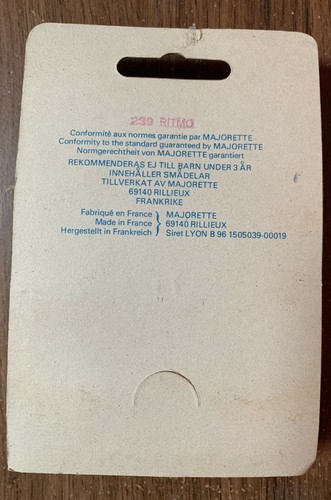 239 RITMO
Conformité aux normes garantie par MAJORETTE
Conformity to the standard guaranteed by MAJORETTE
Normgerechtheit von MAJORETTE garantiert
REKOMMENDERAS EJ TILL BARN UNDER 3 ÅR
INNEHÅLLER SMÅDELAR
TILLVERKAT AV MAJORETTE
69140 RILLIEUX
FRANKRIKE
Fabriqué en France } MAJORETTE
Made in France } 69140 RILLIEUX
Hergestellt in Frankreich } Siret LYON B 96 1505039-00019